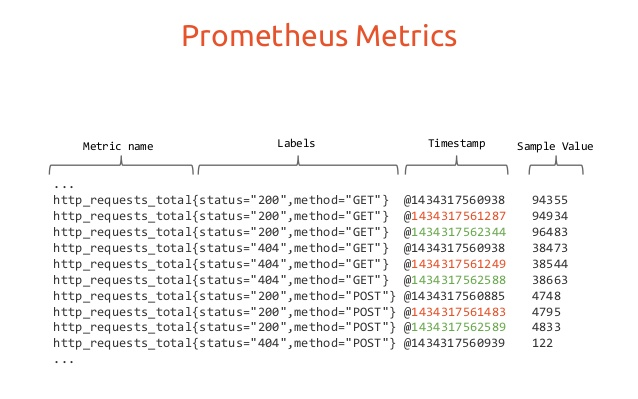 Prometheus Metrics
Metric name Labels Timestamp Sample Value
...
http_requests_total{status="200",method="GET"} @1434317560938 94355
http_requests_total{status="200",method="GET"} @1434317561287 94934
http_requests_total{status="200",method="GET"} @1434317562344 96483
http_requests_total{status="404",method="GET"} @1434317560938 38473
http_requests_total{status="404",method="GET"} @1434317561249 38544
http_requests_total{status="404",method="GET"} @1434317562588 38663
http_requests_total{status="200",method="POST"} @1434317560885 4748
http_requests_total{status="200",method="POST"} @1434317561483 4795
http_requests_total{status="200",method="POST"} @1434317562589 4833
http_requests_total{status="404",method="POST"} @1434317560939 122
...